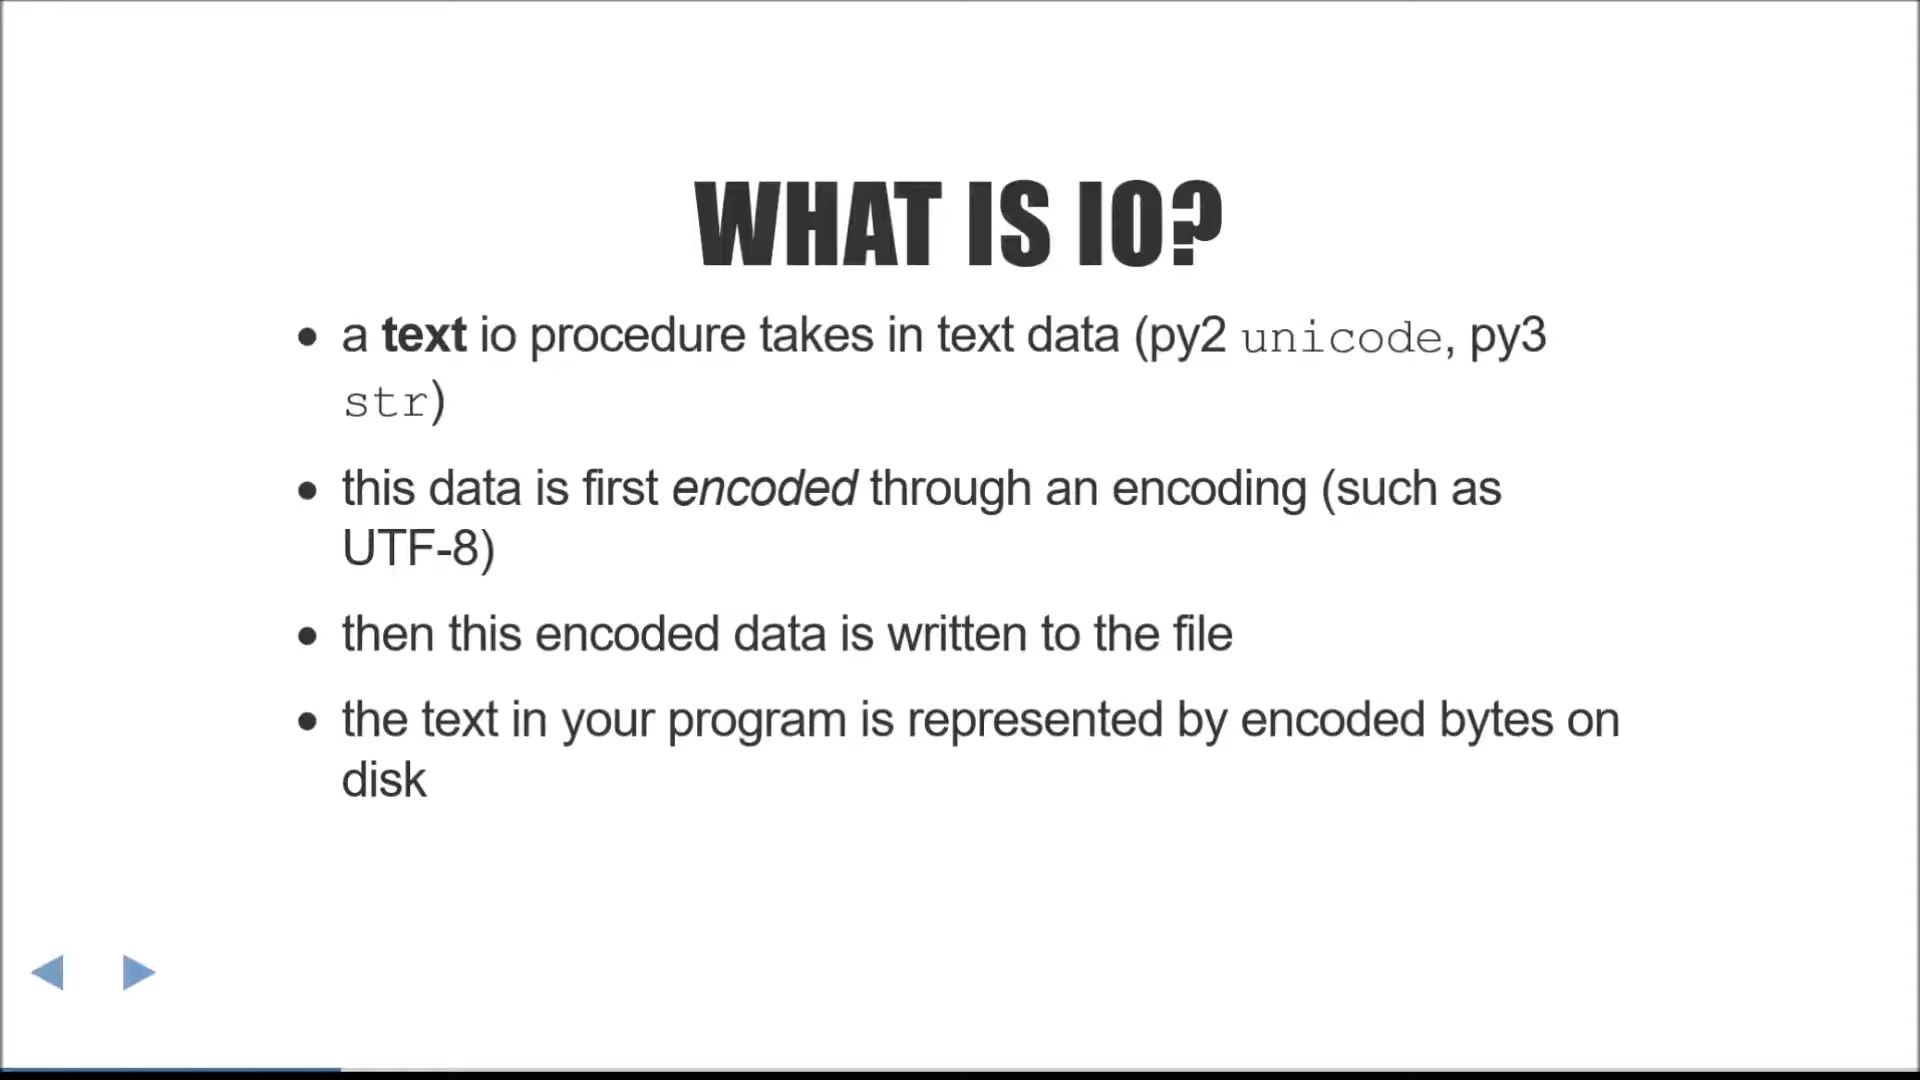 WHAT IS IO?
• a text io procedure takes in text data (py2 unicode, py3
str)
• this data is first encoded through an encoding (such as
UTF-8)
• then this encoded data is written to the file
• the text in your program is represented by encoded bytes on
disk